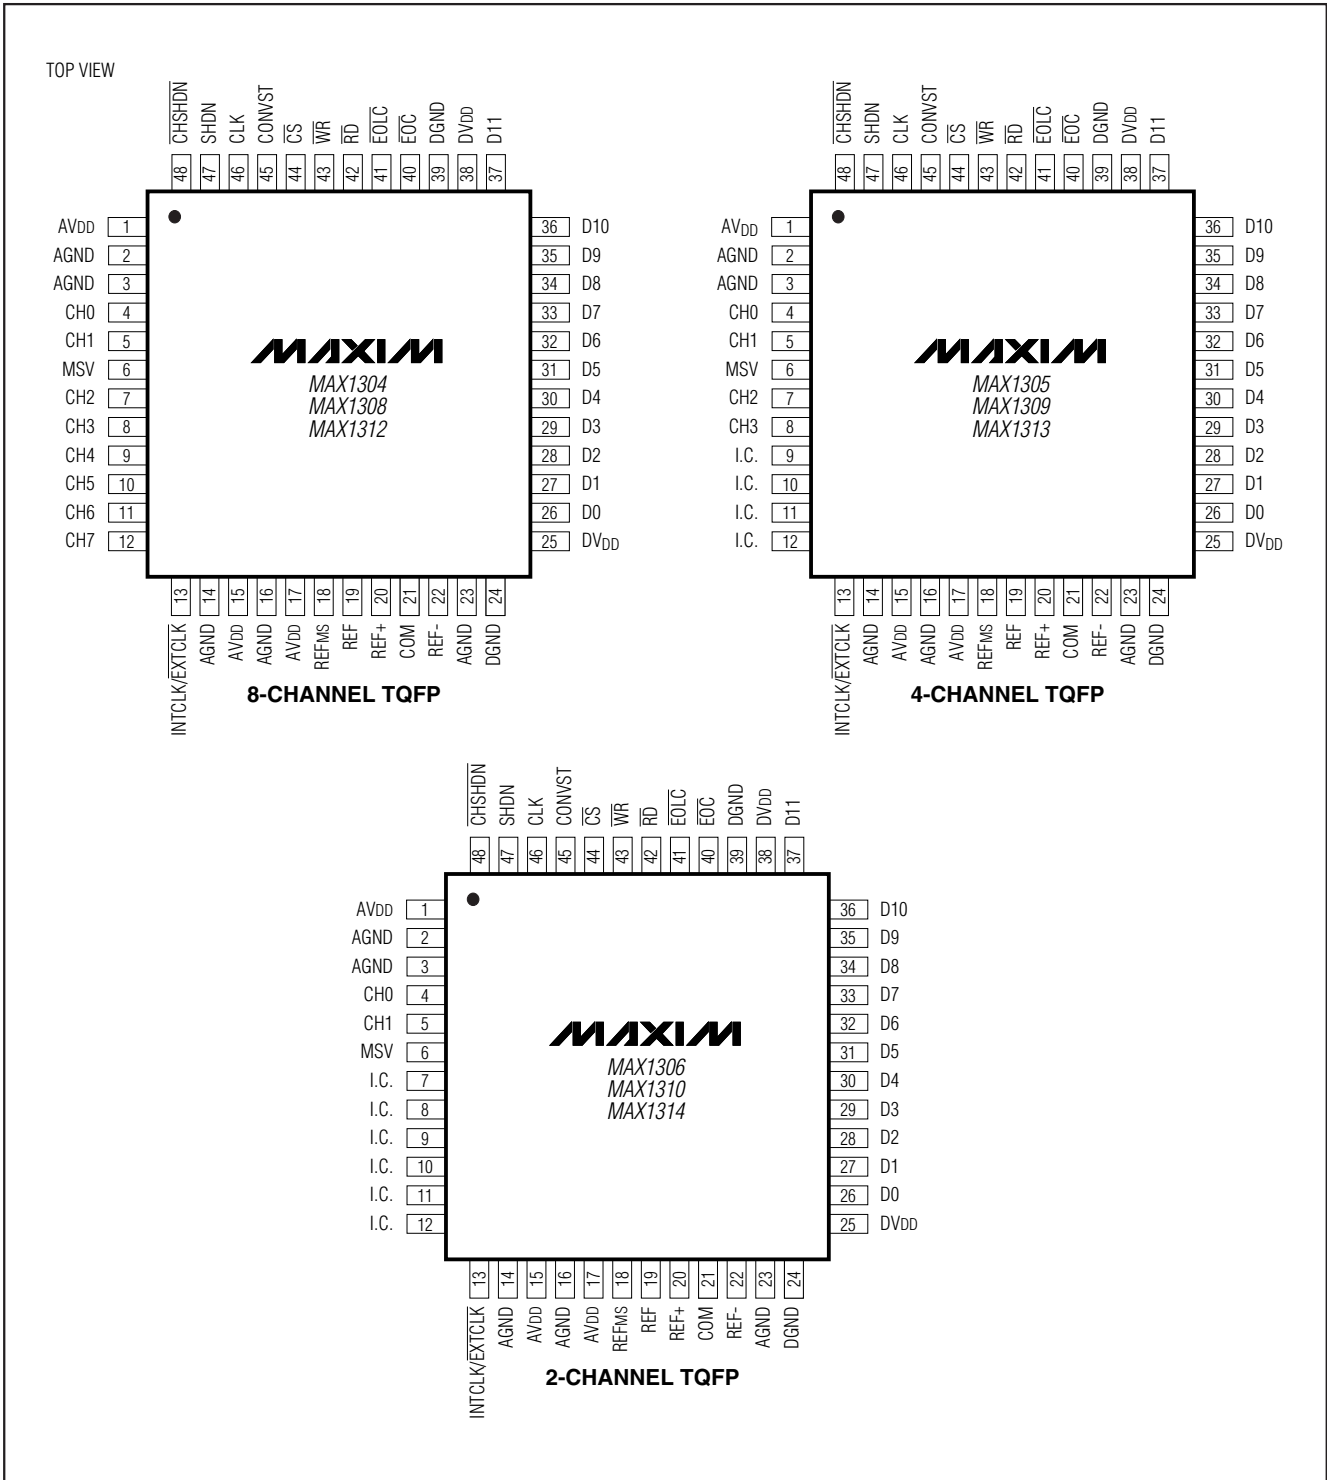 TOP VIEW
CHSHDN
SHDN
CLK
CONVST
CS
WR
RD
EOLC
EOC
DGND
DVDD
D11
48 47 46 45 44 43 42 41 40 39 38 37
AVDD 1
AGND 2
AGND 3
CH0 4
CH1 5
MSV 6
CH2 7
CH3 8
CH4 9
CH5 10
CH6 11
CH7 12
MAXIM
MAX1304
MAX1308
MAX1312
36 D10
35 D9
34 D8
33 D7
32 D6
31 D5
30 D4
29 D3
28 D2
27 D1
26 D0
25 DVDD
13 14 15 16 17 18 19 20 21 22 23 24
INTCLK/EXTCLK
AGND
AVDD
AGND
AVDD
REFMS
REF
REF+
COM
REF-
AGND
DGND
8-CHANNEL TQFP
CHSHDN
SHDN
CLK
CONVST
CS
WR
RD
EOLC
EOC
DGND
DVDD
D11
48 47 46 45 44 43 42 41 40 39 38 37
AVDD 1
AGND 2
AGND 3
CH0 4
CH1 5
MSV 6
CH2 7
CH3 8
I.C. 9
I.C. 10
I.C. 11
I.C. 12
MAXIM
MAX1305
MAX1309
MAX1313
36 D10
35 D9
34 D8
33 D7
32 D6
31 D5
30 D4
29 D3
28 D2
27 D1
26 D0
25 DVDD
13 14 15 16 17 18 19 20 21 22 23 24
INTCLK/EXTCLK
AGND
AVDD
AGND
AVDD
REFMS
REF
REF+
COM
REF-
AGND
DGND
4-CHANNEL TQFP
CHSHDN
SHDN
CLK
CONVST
CS
WR
RD
EOLC
EOC
DGND
DVDD
D11
48 47 46 45 44 43 42 41 40 39 38 37
AVDD 1
AGND 2
AGND 3
CH0 4
CH1 5
MSV 6
I.C. 7
I.C. 8
I.C. 9
I.C. 10
I.C. 11
I.C. 12
MAXIM
MAX1306
MAX1310
MAX1314
36 D10
35 D9
34 D8
33 D7
32 D6
31 D5
30 D4
29 D3
28 D2
27 D1
26 D0
25 DVDD
13 14 15 16 17 18 19 20 21 22 23 24
INTCLK/EXTCLK
AGND
AVDD
AGND
AVDD
REFMS
REF
REF+
COM
REF-
AGND
DGND
2-CHANNEL TQFP